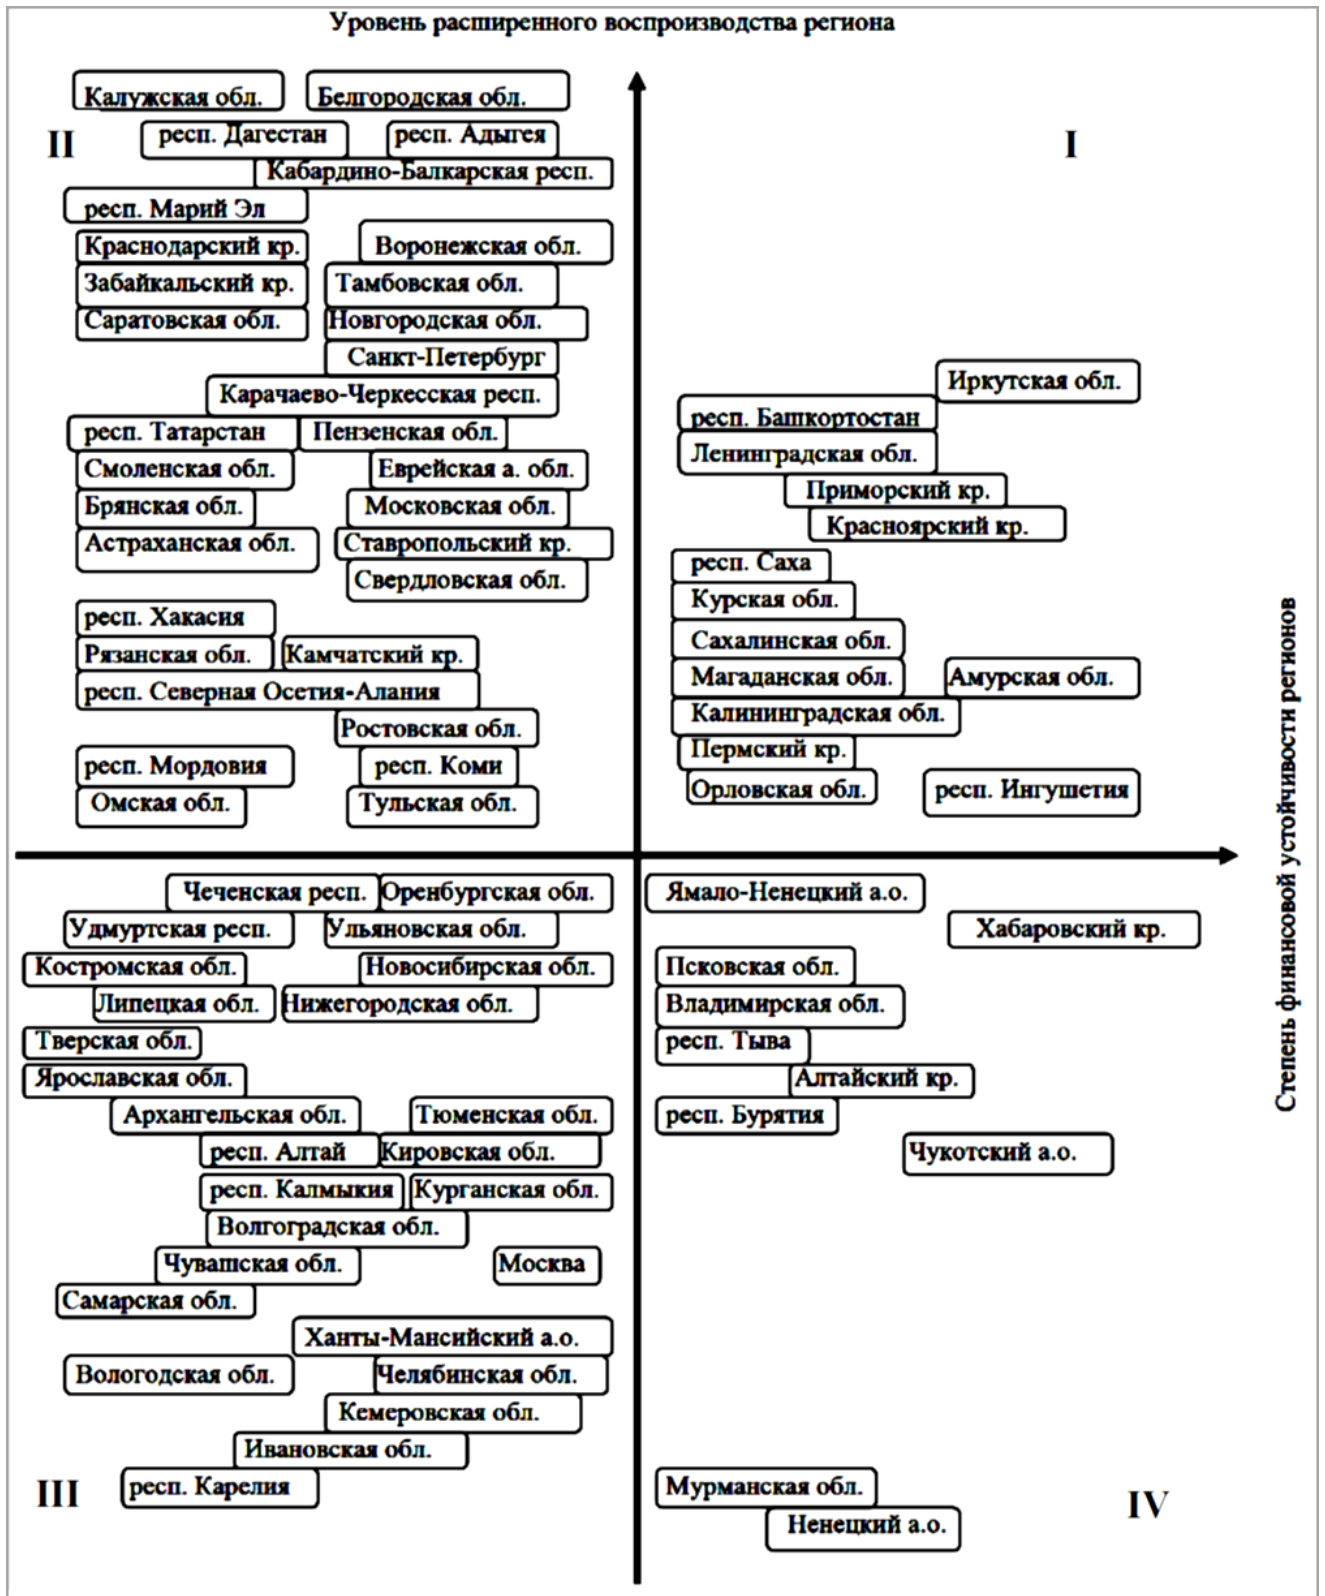 Уровень расширенного воспроизводства региона
Калужская обл. Белгородская обл.
II
респ. Дагестан респ. Адыгея
I
Кабардино-Балкарская респ.
респ. Марий Эл
Краснодарский кр. Воронежская обл.
Забайкальский кр. Тамбовская обл.
Саратовская обл. Новгородская обл.
Санкт-Петербург
Карачаево-Черкесская респ.
респ. Татарстан Пензенская обл.
Смоленская обл. Еврейская а. обл.
Брянская обл. Московская обл.
Астраханская обл. Ставропольский кр.
Свердловская обл.
респ. Хакасия
Рязанская обл. Камчатский кр.
респ. Северная Осетия-Алания
Ростовская обл.
респ. Мордовия респ. Коми
Омская обл. Тульская обл.
Иркутская обл.
респ. Башкортостан
Ленинградская обл.
Приморский кр.
Красноярский кр.
респ. Саха
Курская обл.
Сахалинская обл.
Магаданская обл. Амурская обл.
Калининградская обл.
Пермский кр.
Орловская обл. респ. Ингушетия
Степень финансовой устойчивости регионов
Чеченская респ. Оренбургская обл.
Удмуртская респ. Ульяновская обл.
Костромская обл. Новосибирская обл.
Липецкая обл. Нижегородская обл.
Тверская обл.
Ярославская обл.
Архангельская обл. Тюменская обл.
респ. Алтай Кировская обл.
респ. Калмыкия Курганская обл.
Волгоградская обл.
Чувашская обл. Москва
Самарская обл.
Ханты-Мансийский а.о.
Вологодская обл. Челябинская обл.
Кемеровская обл.
Ивановская обл.
III
респ. Карелия
Ямало-Ненецкий а.о.
Хабаровский кр.
Псковская обл.
Владимирская обл.
респ. Тыва
Алтайский кр.
респ. Бурятия
Чукотский а.о.
Мурманская обл.
IV
Ненецкий а.о.